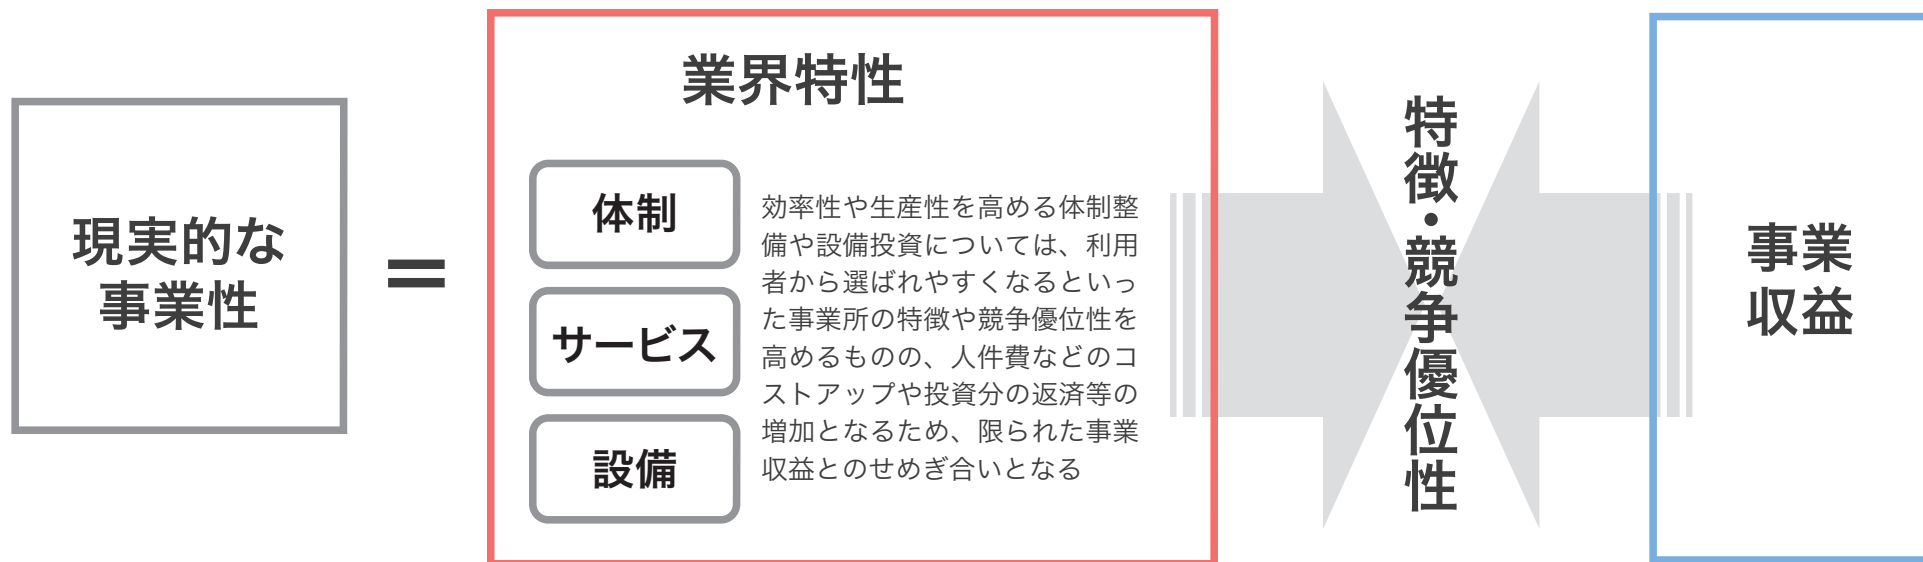 現実的な
事業性
＝
業界特性
体制
サービス
設備
効率性や生産性を高める体制整
備や設備投資については、利用
者から選ばれやすくなるといっ
た事業所の特徴や競争優位性を
高めるものの、人件費などのコ
ストアップや投資分の返済等の
増加となるため、限られた事業
収益とのせめぎ合いとなる
特徴・競争優位性
事業
収益